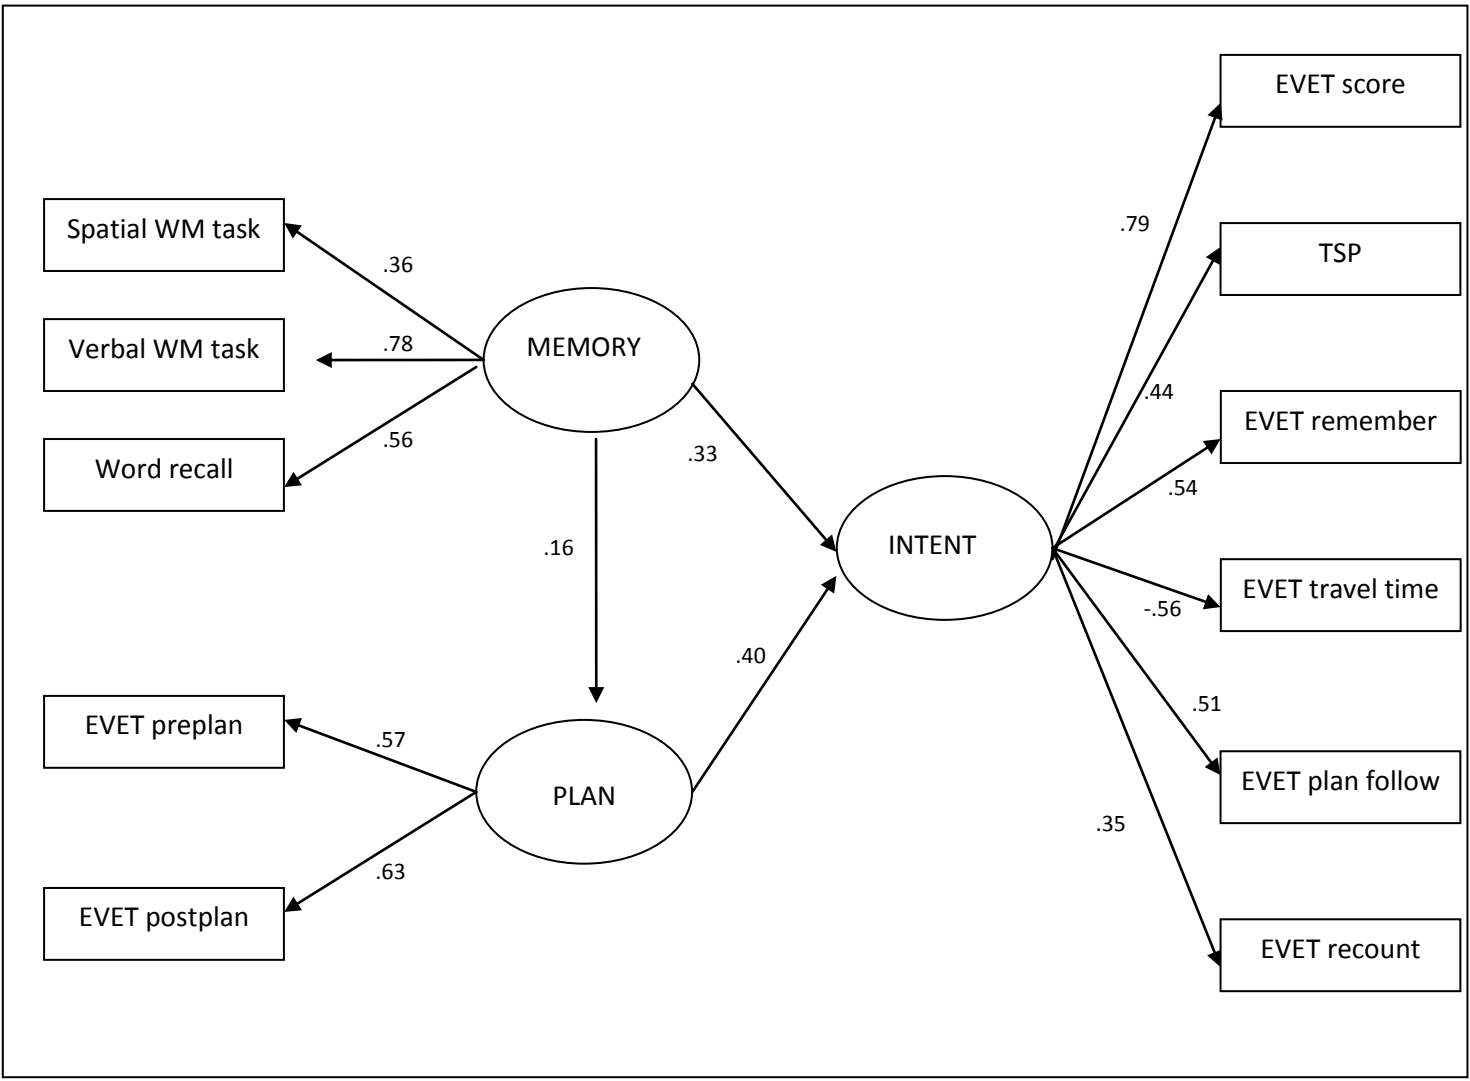 Spatial WM task
Verbal WM task
Word recall
EVET preplan
EVET postplan
.36
.78
.56
.57
.63
MEMORY
PLAN
.16
.33
.40
INTENT
.79
.44
.54
-.56
.51
.35
EVET score
TSP
EVET remember
EVET travel time
EVET plan follow
EVET recount